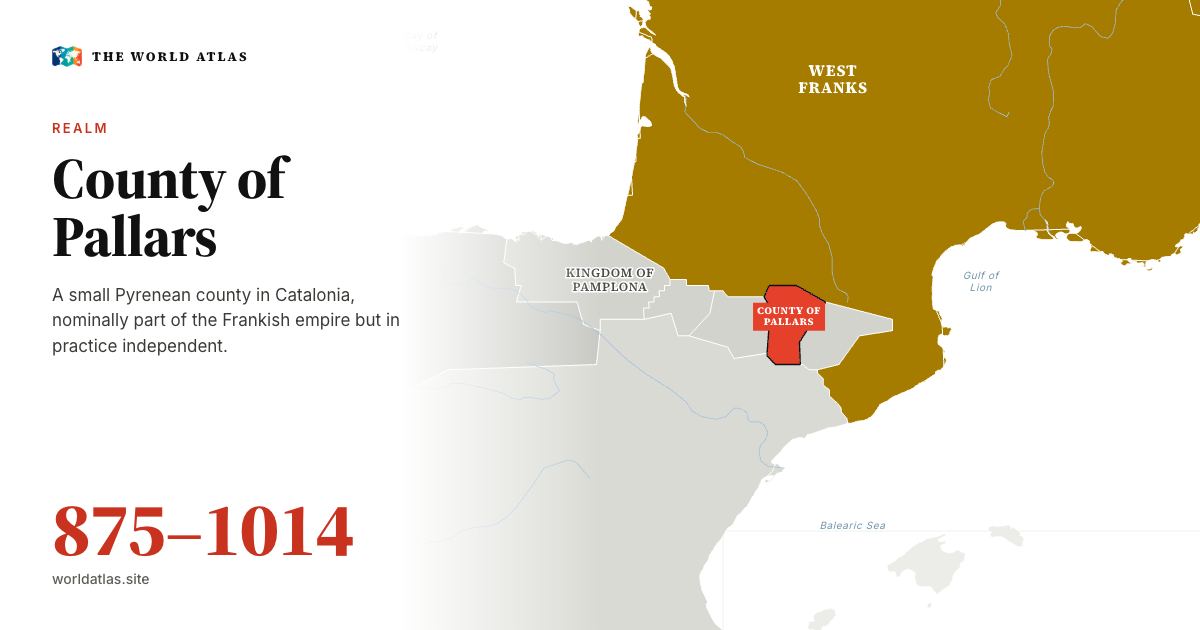 THE WORLD ATLAS
REALM
County of
Pallars
A small Pyrenean county in Catalonia,
nominally part of the Frankish empire but in
practice independent.
875–1014
worldatlas.site
WEST
FRANKS
KINGDOM OF
PAMPLONA
COUNTY OF
PALLARS
Gulf of
Lion
Balearic Sea